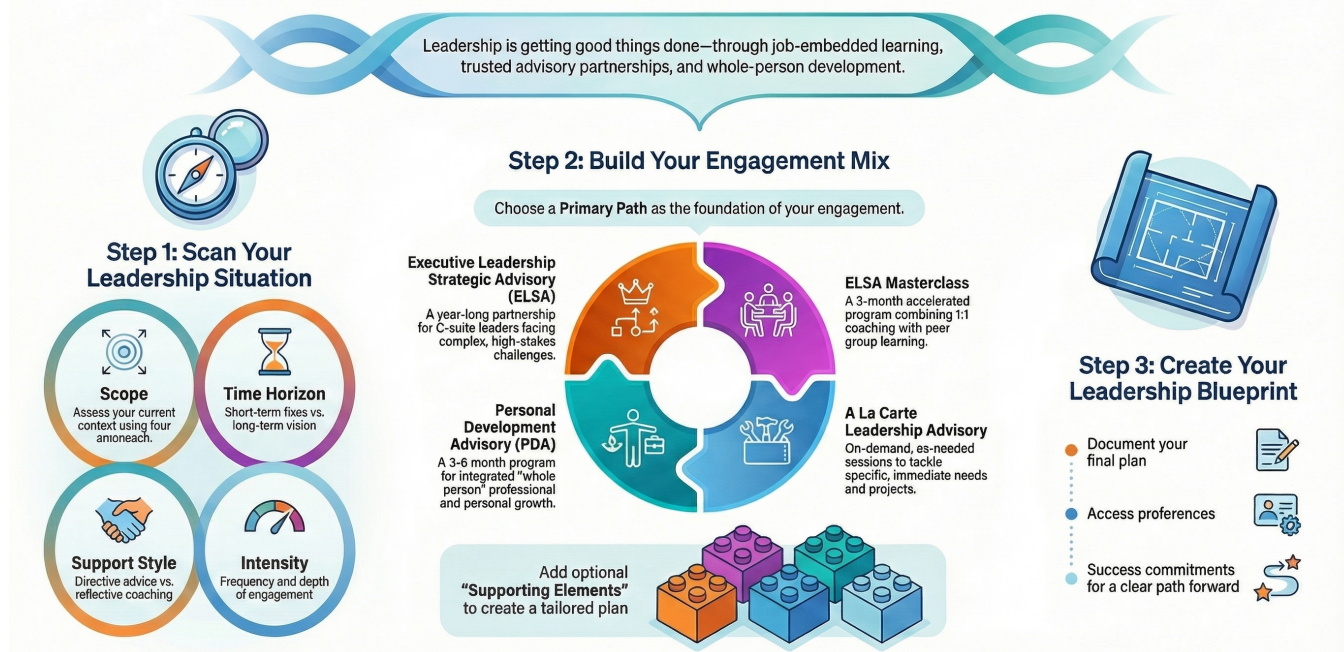 Leadership is getting good things done—through job-embedded learning,
trusted advisory partnerships, and whole-person development.
Step 1: Scan Your
Leadership Situation
Scope
Assess your current
context using four
anoneach.
Time Horizon
Short-term fixes vs.
long-term vision
Support Style
Directive advice vs.
reflective coaching
Intensity
Frequency and depth
of engagement
Step 2: Build Your Engagement Mix
Choose a Primary Path as the foundation of your engagement.
Executive Leadership
Strategic Advisory
(ELSA)
A year-long partnership
for C-suite leaders facing
complex, high-stakes
challenges.
ELSA Masterclass
A 3-month accelerated
program combining 1:1
coaching with peer
group learning.
Personal
Development
Advisory (PDA)
A 3-6 month program
for integrated "whole
person" professional
and personal growth.
A La Carte
Leadership Advisory
On-demand, es-needed
sessions to tackle
specific, immediate needs
and projects.
Add optional
"Supporting Elements"
to create a tailored plan
Step 3: Create Your
Leadership Blueprint
Document your
final plan
Access preferences
Success commitments
for a clear path forward